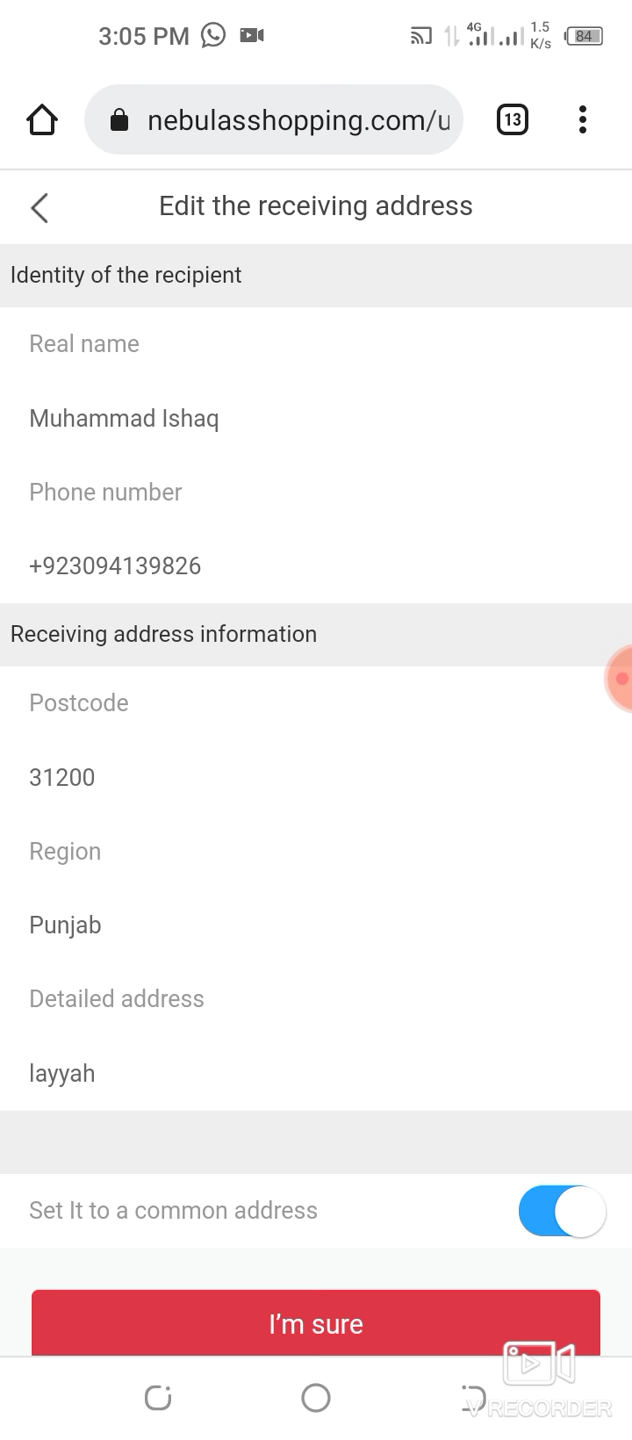 3:05 PM 4G 1.5 K/s 84
nebulasshopping.com/u 13
Edit the receiving address
Identity of the recipient
Real name
Muhammad Ishaq
Phone number
+923094139826
Receiving address information
Postcode
31200
Region
Punjab
Detailed address
layyah
Set It to a common address
I’m sure
V RECORDER